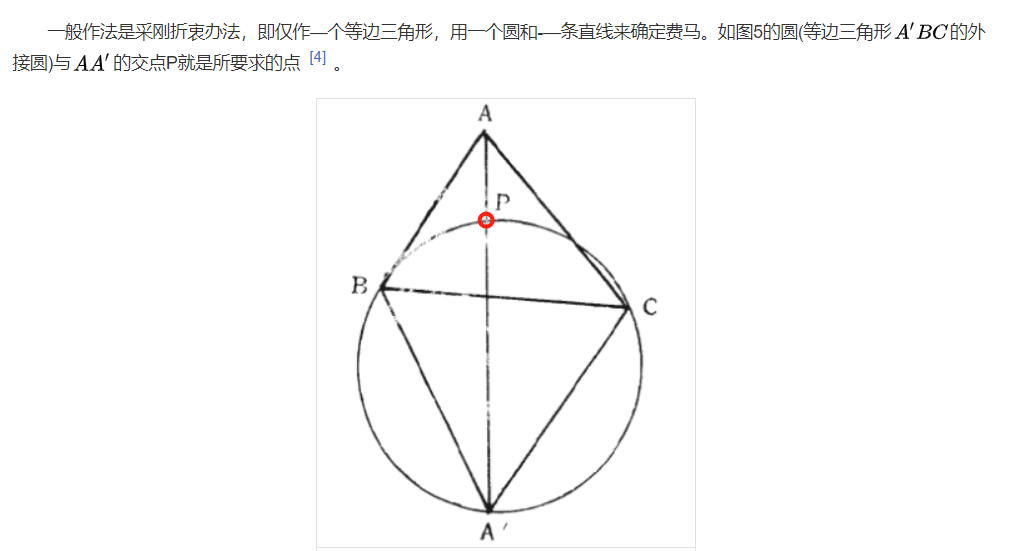 一般作法是采刚折衷办法，即仅作—个等边三角形，用一个圆和-—条直线来确定费马。如图5的圆(等边三角形 A′BC 的外
接圆)与 AA′ 的交点P就是所要求的点 [4] 。
A
P
B
C
A′